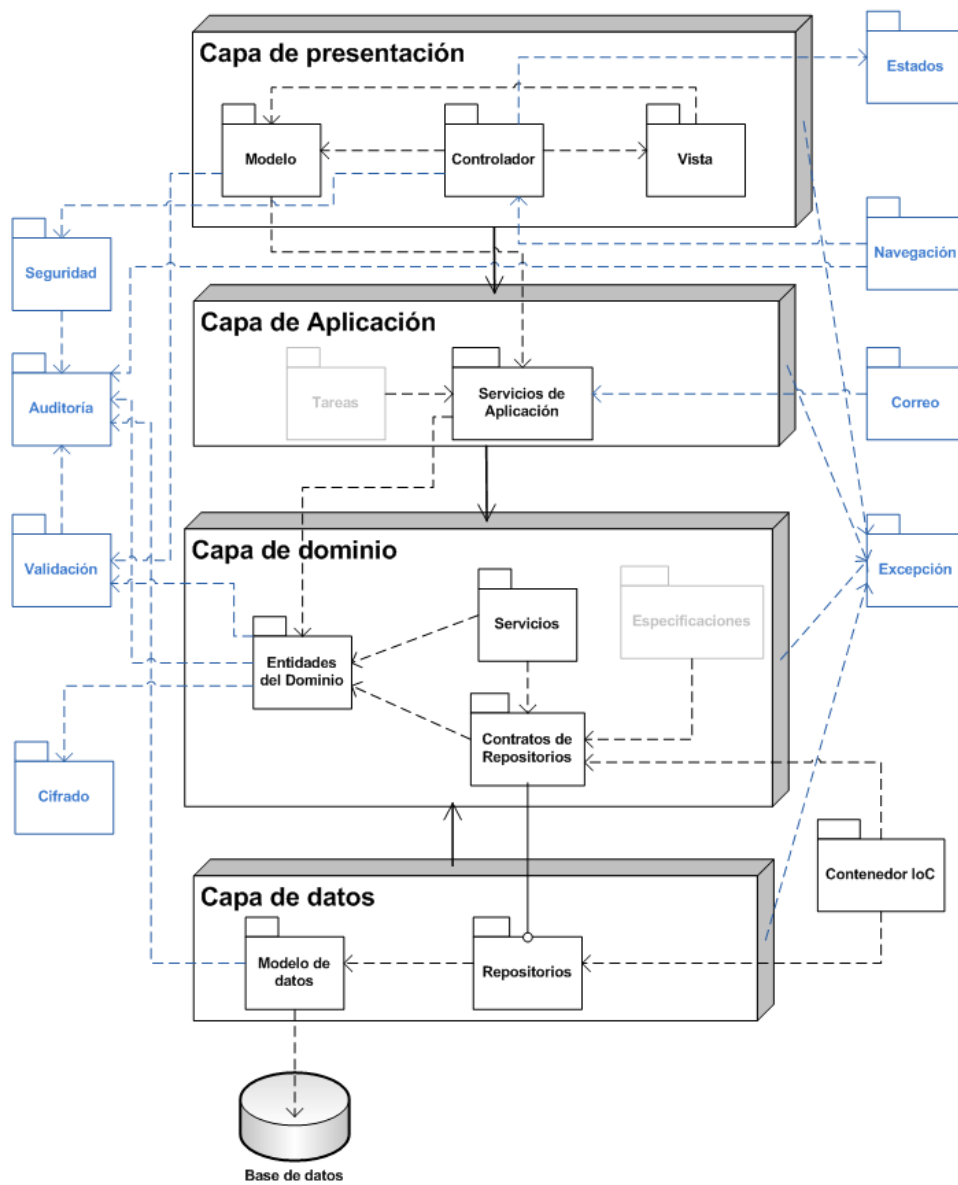 Capa de presentación
Estados
Modelo
Controlador
Vista
Seguridad
Navegación
Capa de Aplicación
Tareas
Servicios de
Aplicación
Auditoría
Correo
Capa de dominio
Validación
Servicios
Especificaciones
Excepción
Entidades
del Dominio
Contratos de
Repositorios
Cifrado
Contenedor IoC
Capa de datos
Modelo de
datos
Repositorios
Base de datos